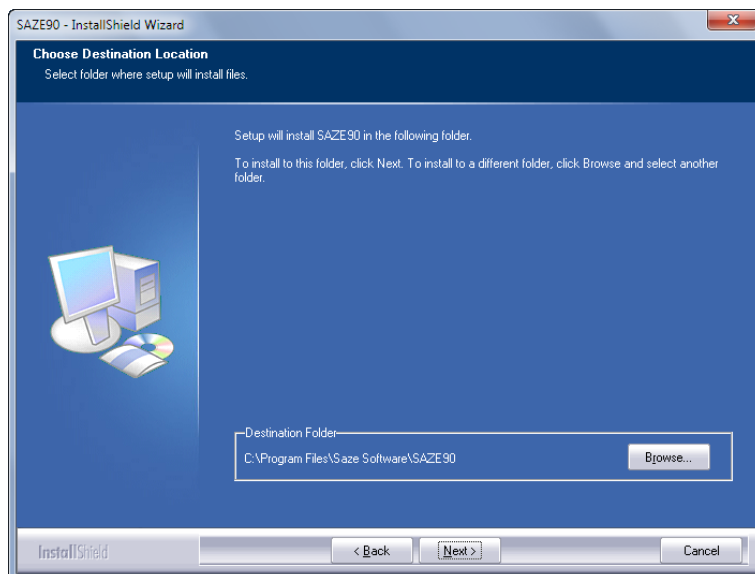 SAZE90 - InstallShield Wizard
Choose Destination Location
Select folder where setup will install files.
Setup will install SAZE90 in the following folder.
To install to this folder, click Next. To install to a different folder, click Browse and select another
folder.
Destination Folder
C:\Program Files\Saze Software\SAZE90
Browse...
InstallShield
< Back
Next >
Cancel